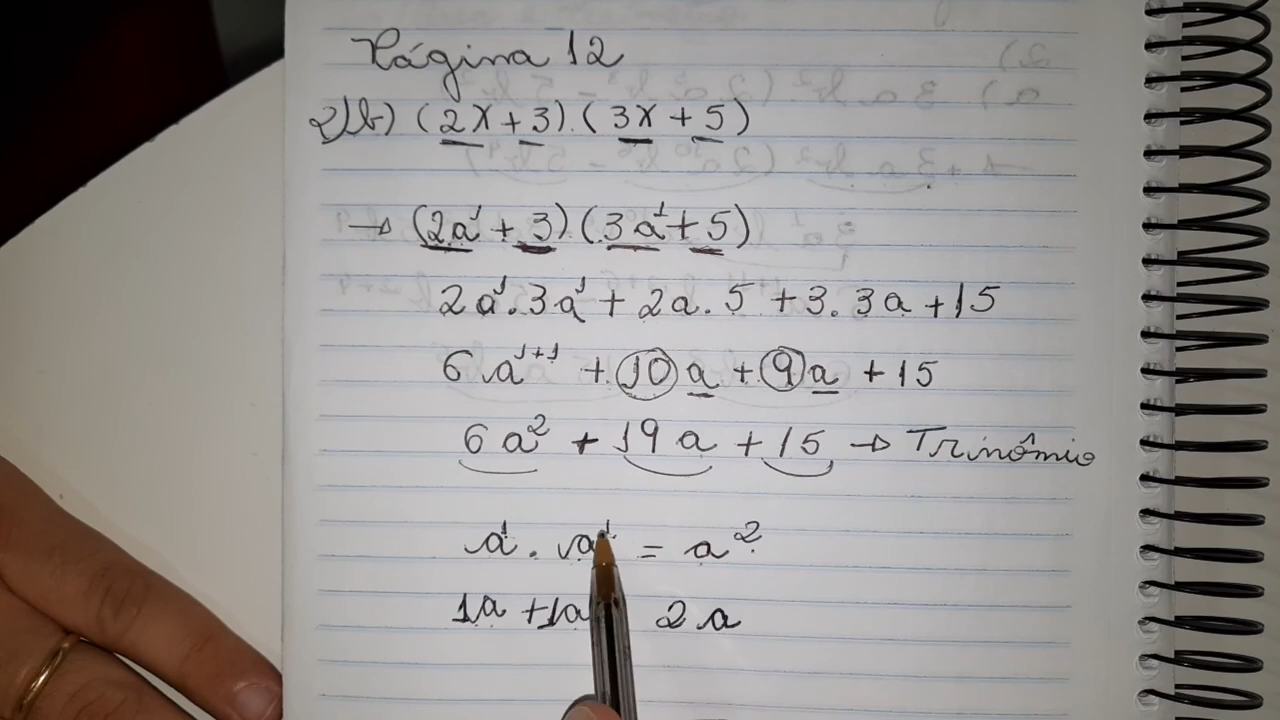 Página 12
2)b) (2x + 3).(3x + 5)
→ (2a¹ + 3)(3a¹ + 5)
2a¹.3a¹ + 2a.5 + 3.3a + 15
6a¹⁺¹ + 10a + 9a + 15
6a² + 19a + 15 → Trinômio
a¹ . a¹ = a²
1a + 1a 2a